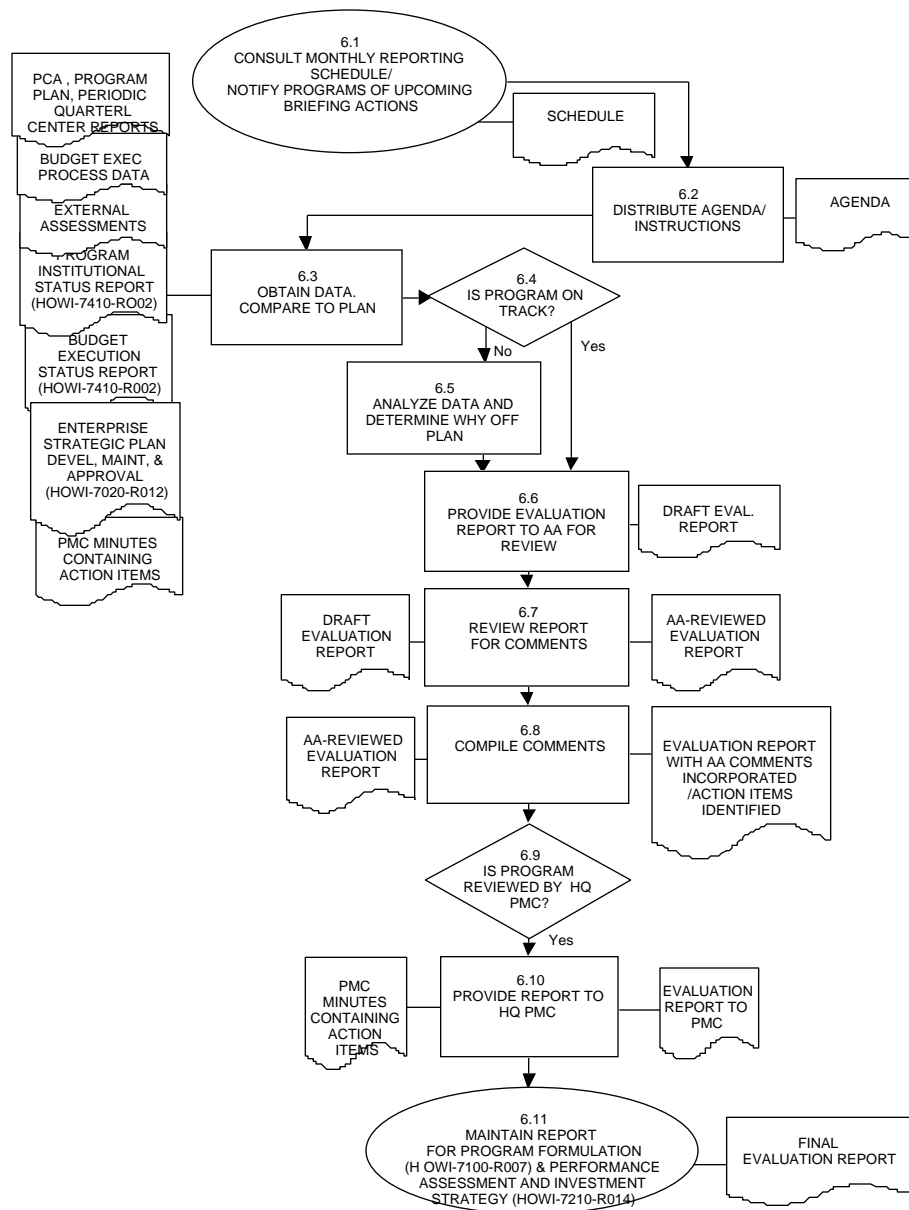 6.1
CONSULT MONTHLY REPORTING
SCHEDULE/
NOTIFY PROGRAMS OF UPCOMING
BRIEFING ACTIONS
SCHEDULE
PCA , PROGRAM
PLAN, PERIODIC
QUARTERL
CENTER REPORTS
BUDGET EXEC
PROCESS DATA
EXTERNAL
ASSESSMENTS
PROGRAM
INSTITUTIONAL
STATUS REPORT
(HOWI-7410-RO02)
BUDGET
EXECUTION
STATUS REPORT
(HOWI-7410-R002)
ENTERPRISE
STRATEGIC PLAN
DEVEL, MAINT, &
APPROVAL
(HOWI-7020-R012)
PMC MINUTES
CONTAINING
ACTION ITEMS
6.2
DISTRIBUTE AGENDA/
INSTRUCTIONS
AGENDA
6.3
OBTAIN DATA.
COMPARE TO PLAN
6.4
IS PROGRAM ON
TRACK?
No
Yes
6.5
ANALYZE DATA AND
DETERMINE WHY OFF
PLAN
6.6
PROVIDE EVALUATION
REPORT TO AA FOR
REVIEW
DRAFT EVAL.
REPORT
DRAFT
EVALUATION
REPORT
6.7
REVIEW REPORT
FOR COMMENTS
AA-REVIEWED
EVALUATION
REPORT
AA-REVIEWED
EVALUATION
REPORT
6.8
COMPILE COMMENTS
EVALUATION REPORT
WITH AA COMMENTS
INCORPORATED
/ACTION ITEMS
IDENTIFIED
6.9
IS PROGRAM
REVIEWED BY HQ
PMC?
Yes
PMC
MINUTES
CONTAINING
ACTION
ITEMS
6.10
PROVIDE REPORT TO
HQ PMC
EVALUATION
REPORT TO
PMC
6.11
MAINTAIN REPORT
FOR PROGRAM FORMULATION
(H OWI-7100-R007) & PERFORMANCE
ASSESSMENT AND INVESTMENT
STRATEGY (HOWI-7210-R014)
FINAL
EVALUATION REPORT